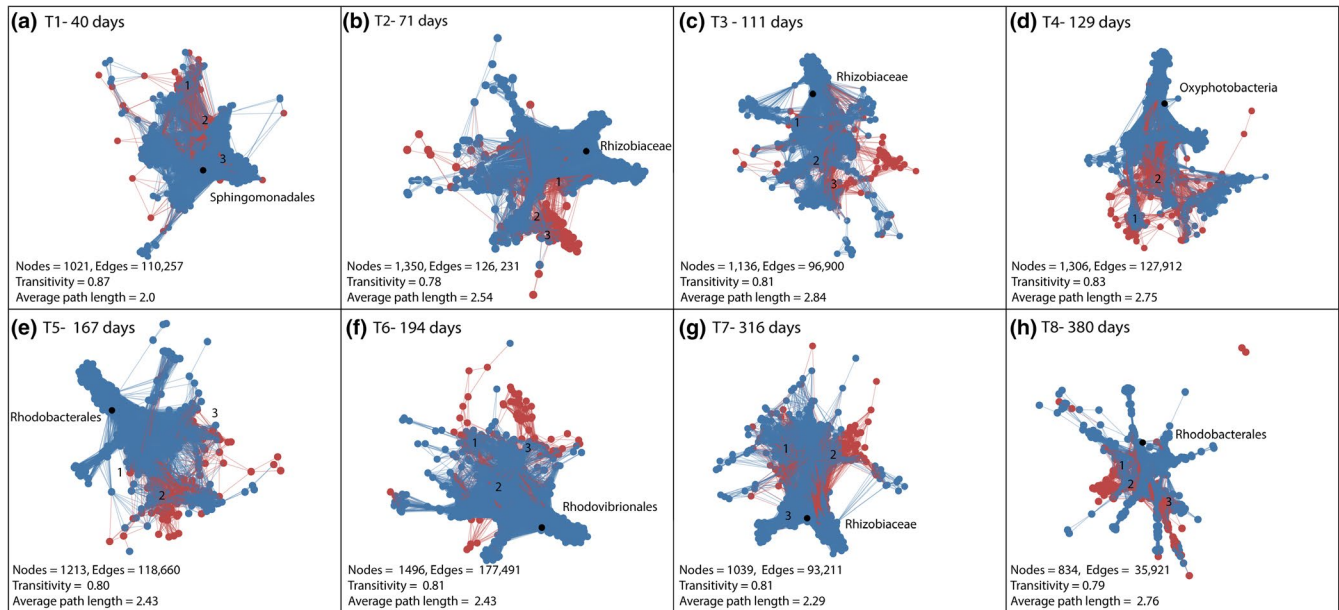 (a) T1- 40 days
1
2
3
Sphingomonadales
Nodes = 1021, Edges = 110,257
Transitivity = 0.87
Average path length = 2.0
(b) T2- 71 days
Rhizobiaceae
1
2
3
Nodes = 1,350, Edges = 126, 231
Transitivity = 0.78
Average path length = 2.54
(c) T3 - 111 days
Rhizobiaceae
1
2
3
Nodes = 1,136, Edges = 96,900
Transitivity = 0.81
Average path length = 2.84
(d) T4- 129 days
Oxyphotobacteria
2
1
Nodes = 1,306, Edges = 127,912
Transitivity = 0.83
Average path length = 2.75
(e) T5- 167 days
Rhodobacterales
3
1
2
Nodes = 1213, Edges = 118,660
Transitivity = 0.80
Average path length = 2.43
(f) T6- 194 days
1
3
2
Rhodovibrionales
Nodes = 1496, Edges = 177,491
Transitivity = 0.81
Average path length = 2.43
(g) T7- 316 days
1
2
3
Rhizobiaceae
Nodes = 1039, Edges = 93,211
Transitivity = 0.81
Average path length = 2.29
(h) T8- 380 days
Rhodobacterales
1
2
3
Nodes = 834, Edges = 35,921
Transitivity = 0.79
Average path length = 2.76